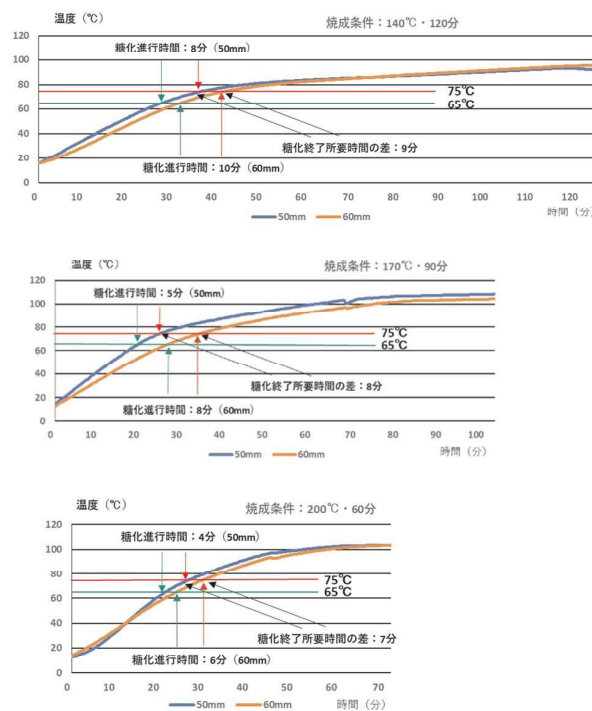 温度（℃）
焼成条件：140℃・120分
糖化進行時間：8分（50mm）
120
100
80
60
40
20
0
75℃
65℃
糖化終了所要時間の差：9分
糖化進行時間：10分（60mm）
0 10 20 30 40 50 60 70 80 90 100 110 120
時間（分）
50mm 60mm
温度（℃）
焼成条件：170℃・90分
糖化進行時間：5分（50mm）
120
100
80
60
40
20
0
75℃
65℃
糖化終了所要時間の差：8分
糖化進行時間：8分（60mm）
0 10 20 30 40 50 60 70 80 90 100
時間（分）
50mm 60mm
温度（℃）
焼成条件：200℃・60分
糖化進行時間：4分（50mm）
120
100
80
60
40
20
0
75℃
65℃
糖化終了所要時間の差：7分
糖化進行時間：6分（60mm）
0 10 20 30 40 50 60 70
時間（分）
50mm 60mm